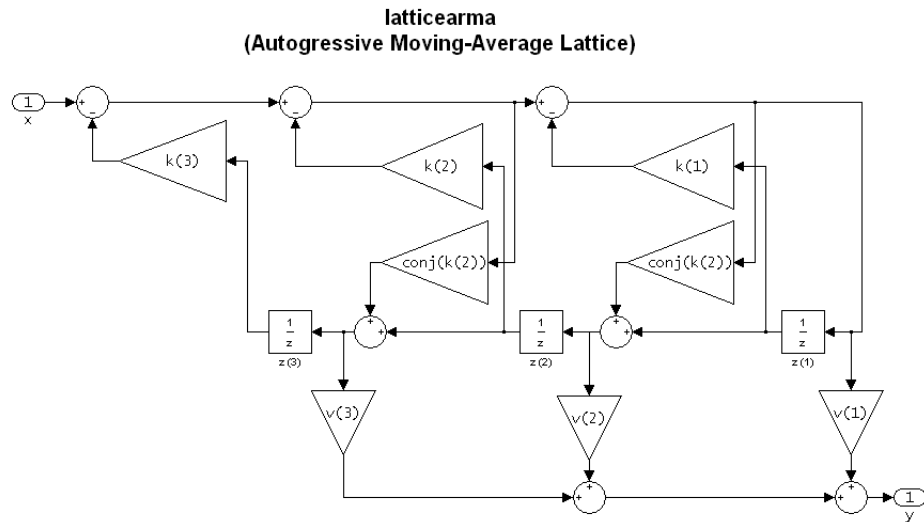 latticearma
(Autogressive Moving-Average Lattice)
1
x
+
-
+
-
+
-
k(3)
k(2)
k(1)
conj(k(2))
conj(k(2))
1
z
z(3)
+
+
1
z
z(2)
+
+
1
z
z(1)
v(3)
v(2)
v(1)
+
+
+
+
1
y